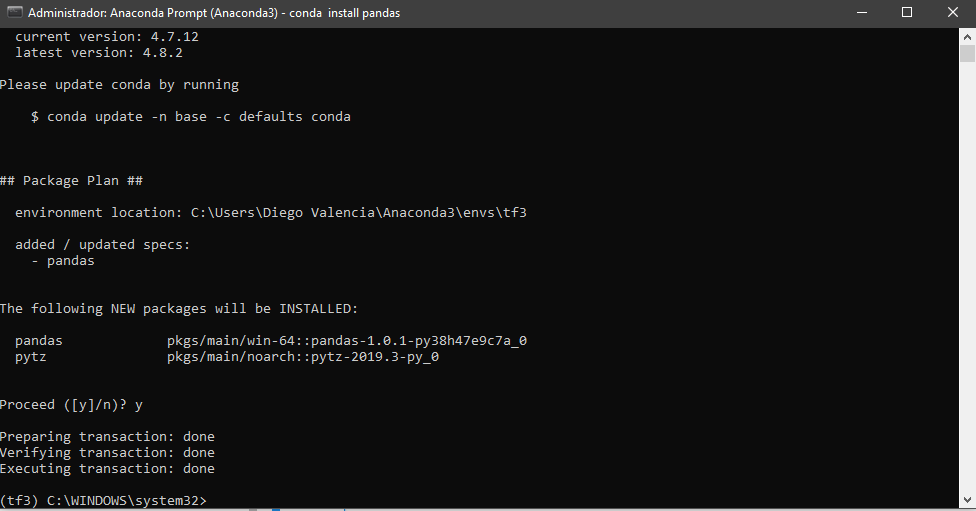 Administrador: Anaconda Prompt (Anaconda3) - conda  install pandas
current version: 4.7.12
latest version: 4.8.2
Please update conda by running
$ conda update -n base -c defaults conda
## Package Plan ##
environment location: C:\Users\Diego Valencia\Anaconda3\envs\tf3
added / updated specs:
- pandas
The following NEW packages will be INSTALLED:
pandas             pkgs/main/win-64::pandas-1.0.1-py38h47e9c7a_0
pytz               pkgs/main/noarch::pytz-2019.3-py_0
Proceed ([y]/n)? y
Preparing transaction: done
Verifying transaction: done
Executing transaction: done
(tf3) C:\WINDOWS\system32>